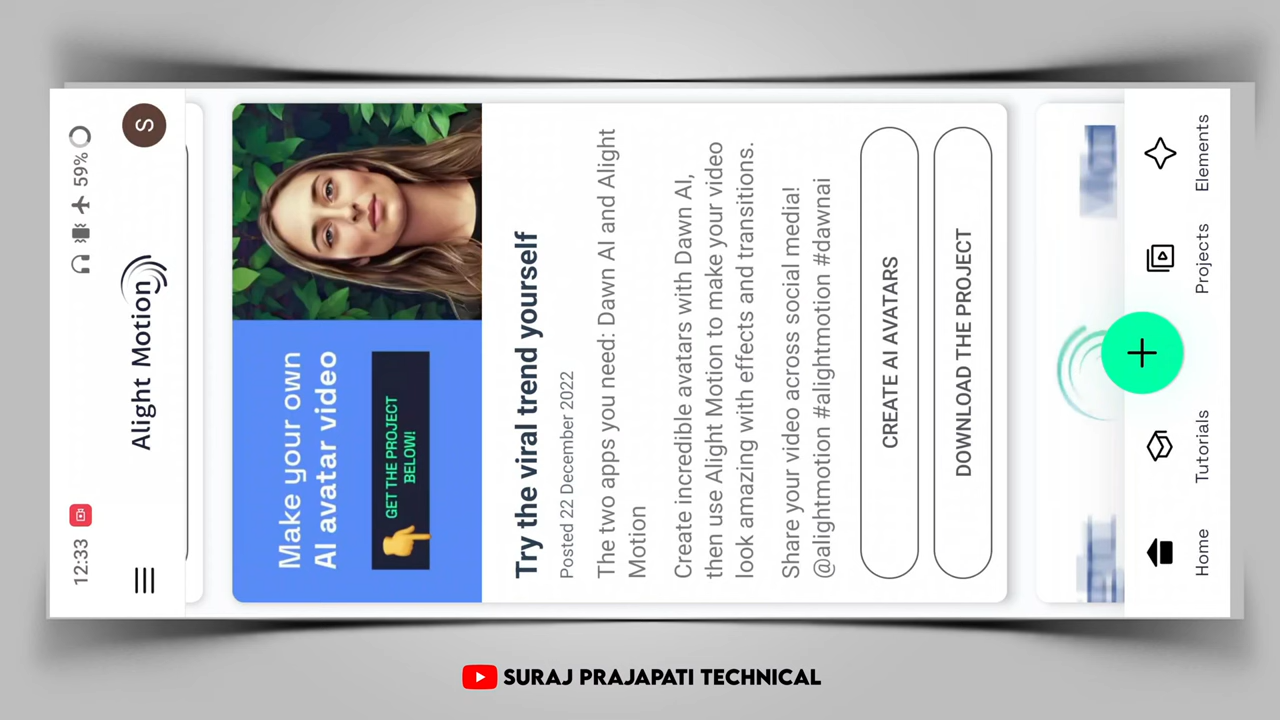 12:33
59%
Alight Motion
S
Make your own
AI avatar video
GET THE PROJECT
BELOW!
Try the viral trend yourself
Posted 22 December 2022
The two apps you need: Dawn AI and Alight
Motion
Create incredible avatars with Dawn AI,
then use Alight Motion to make your video
look amazing with effects and transitions.
Share your video across social media!
@alightmotion #alightmotion #dawnai
CREATE AI AVATARS
DOWNLOAD THE PROJECT
Home
Tutorials
Projects
Elements
SURAJ PRAJAPATI TECHNICAL